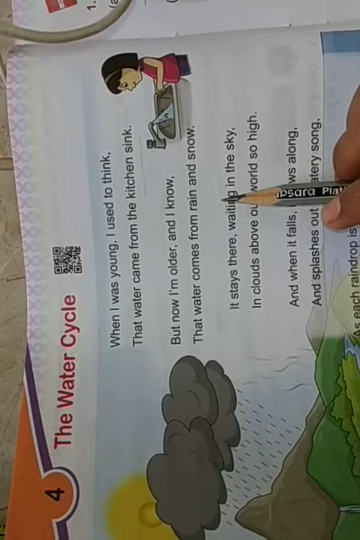 1.
(a
4
The Water Cycle
When I was young, I used to think,
That water came from the kitchen sink.
But now I'm older, and I know,
That water comes from rain and snow.
It stays there, waiting in the sky,
In clouds above our world so high.
And when it falls, ws along,
And splashes out atery song,
As each raindrop is
apsara Plat